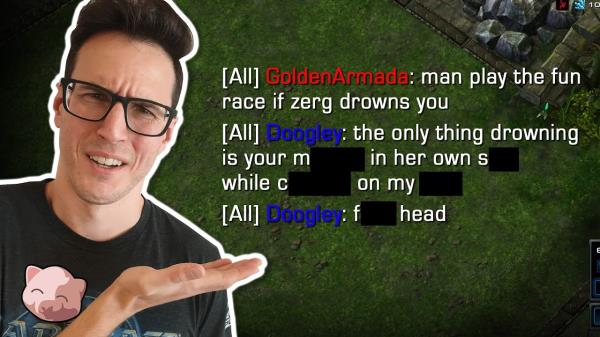 [All] GoldenArmada: man play the fun
race if zerg drowns you
[All] Doogley: the only thing drowning
is your m in her own s
while c on my
[All] Doogley: f head
10